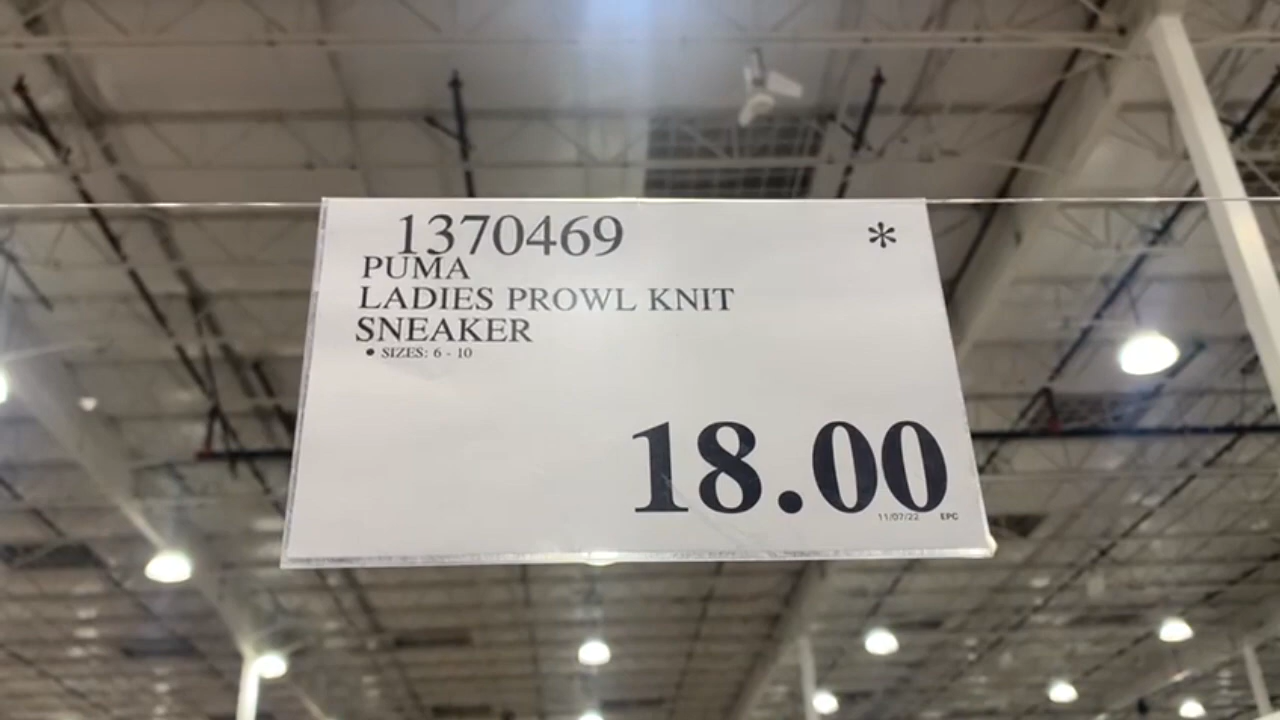 1370469 *
PUMA
LADIES PROWL KNIT
SNEAKER
• SIZES: 6 - 10
18.00
11/07/22 EPC